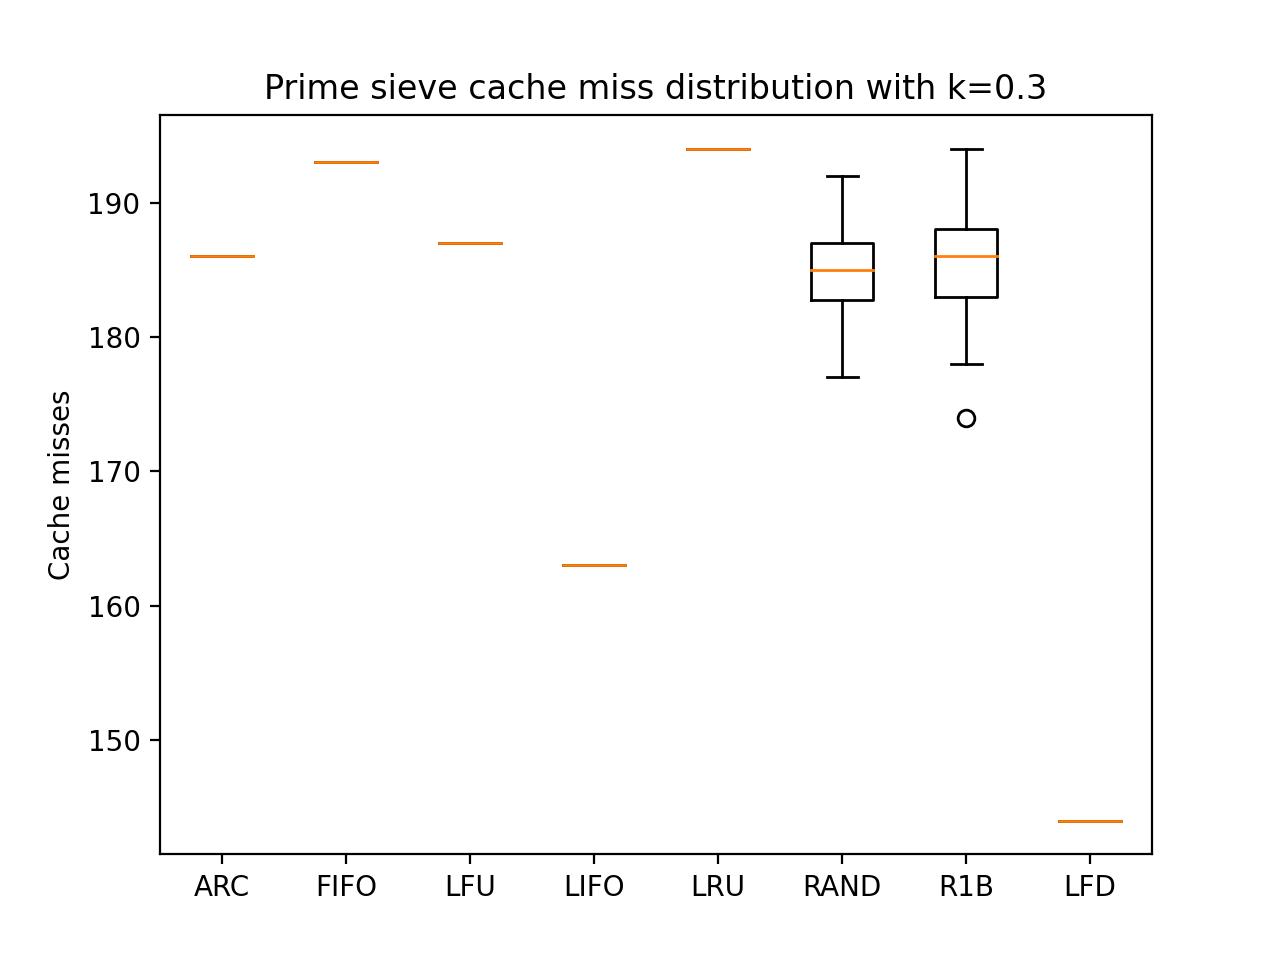 Prime sieve cache miss distribution with k=0.3
Cache misses
190
180
170
160
150
ARC FIFO LFU LIFO LRU RAND R1B LFD